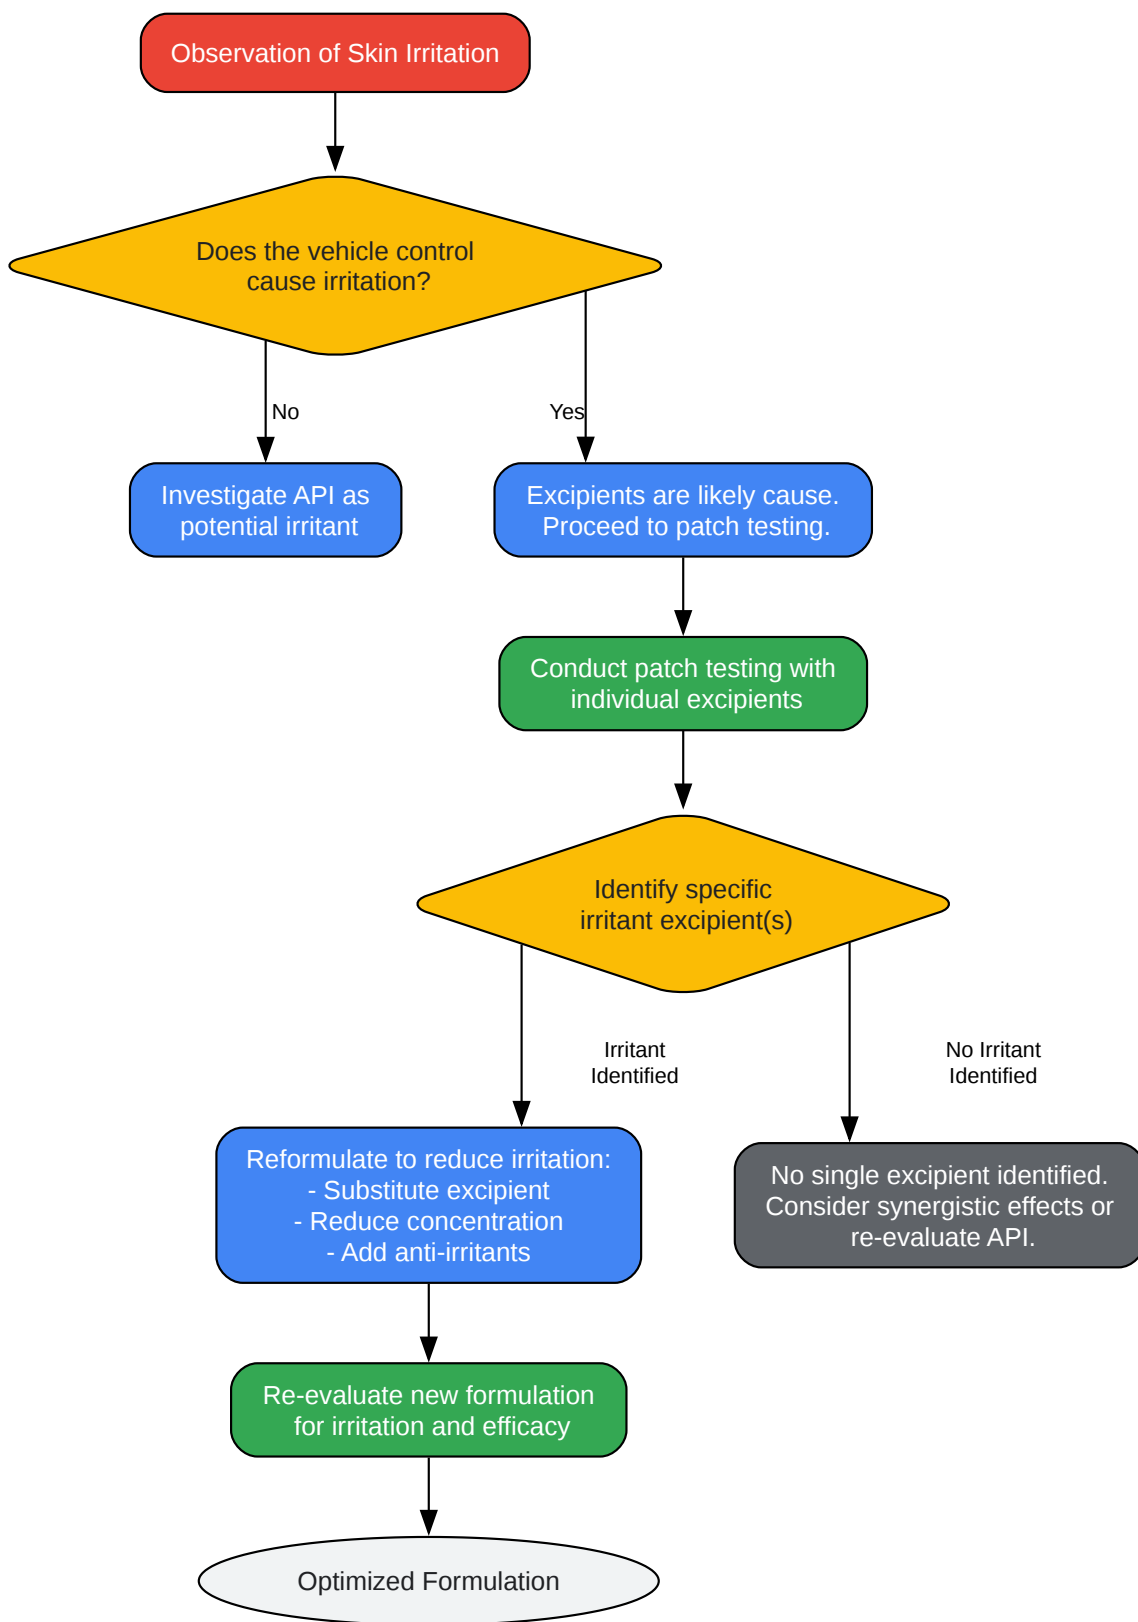 Observation of Skin Irritation
Does the vehicle control
cause irritation?
No
Yes
Investigate API as
potential irritant
Excipients are likely cause.
Proceed to patch testing.
Conduct patch testing with
individual excipients
Identify specific
irritant excipient(s)
Irritant
Identified
No Irritant
Identified
Reformulate to reduce irritation:
- Substitute excipient
- Reduce concentration
- Add anti-irritants
No single excipient identified.
Consider synergistic effects or
re-evaluate API.
Re-evaluate new formulation
for irritation and efficacy
Optimized Formulation